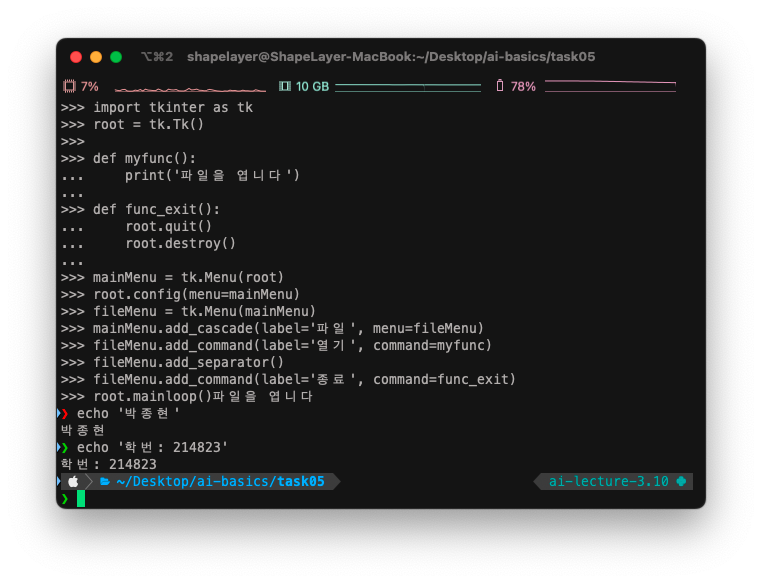 ⌥⌘2 shapelayer@ShapeLayer-MacBook:~/Desktop/ai-basics/task05
7% 10 GB 78%
>>> import tkinter as tk
>>> root = tk.Tk()
>>>
>>> def myfunc():
...     print('파일을 엽니다')
...
>>> def func_exit():
...     root.quit()
...     root.destroy()
...
>>> mainMenu = tk.Menu(root)
>>> root.config(menu=mainMenu)
>>> fileMenu = tk.Menu(mainMenu)
>>> mainMenu.add_cascade(label='파일', menu=fileMenu)
>>> fileMenu.add_command(label='열기', command=myfunc)
>>> fileMenu.add_separator()
>>> fileMenu.add_command(label='종료', command=func_exit)
>>> root.mainloop()파일을 엽니다
❯ echo '박종현'
박종현
❯ echo '학번: 214823'
학번: 214823
~/Desktop/ai-basics/task05 ai-lecture-3.10
❯